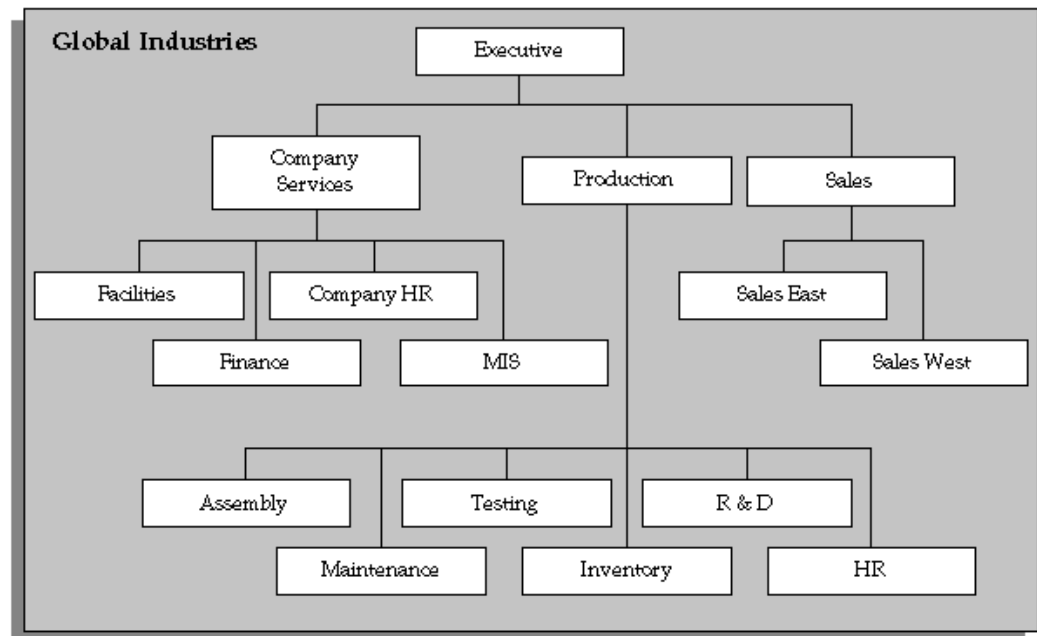 Global Industries
Executive
Company
Services
Production
Sales
Facilities
Company HR
Sales East
Finance
MIS
Sales West
Assembly
Testing
R & D
Maintenance
Inventory
HR